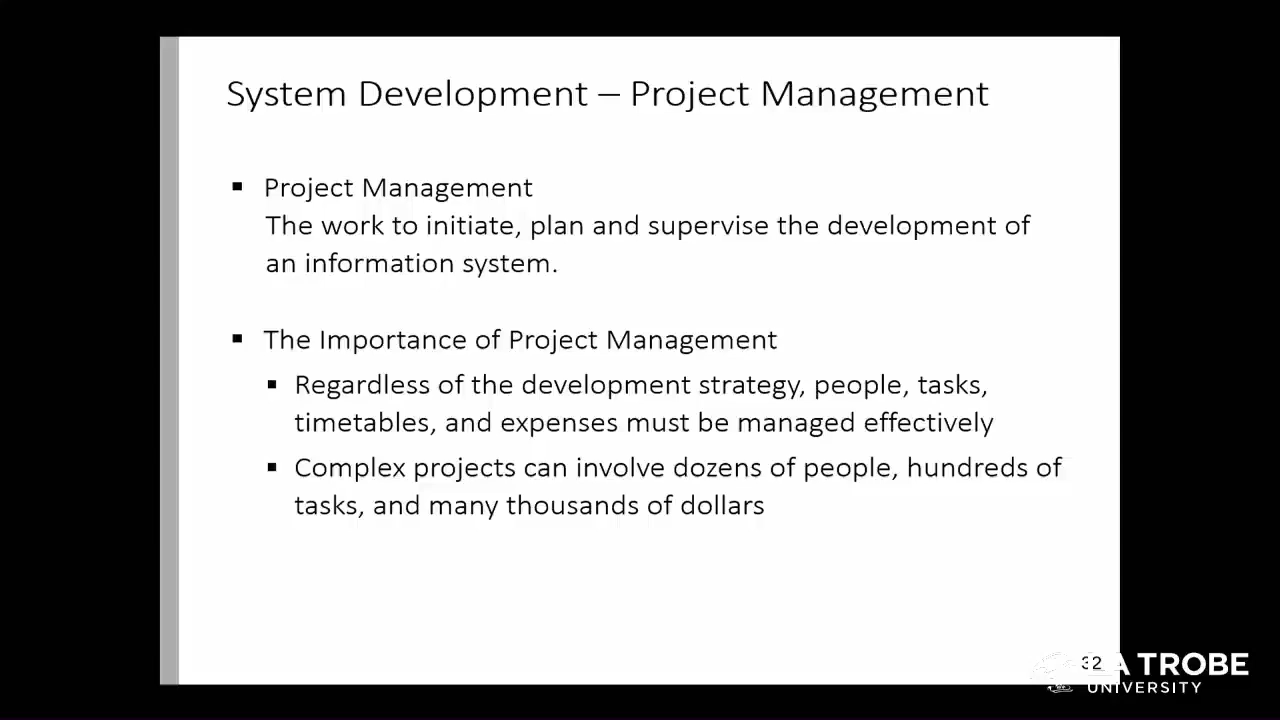 System Development – Project Management
▪ Project Management
The work to initiate, plan and supervise the development of
an information system.
▪ The Importance of Project Management
▪ Regardless of the development strategy, people, tasks,
timetables, and expenses must be managed effectively
▪ Complex projects can involve dozens of people, hundreds of
tasks, and many thousands of dollars
32
LA TROBE
UNIVERSITY